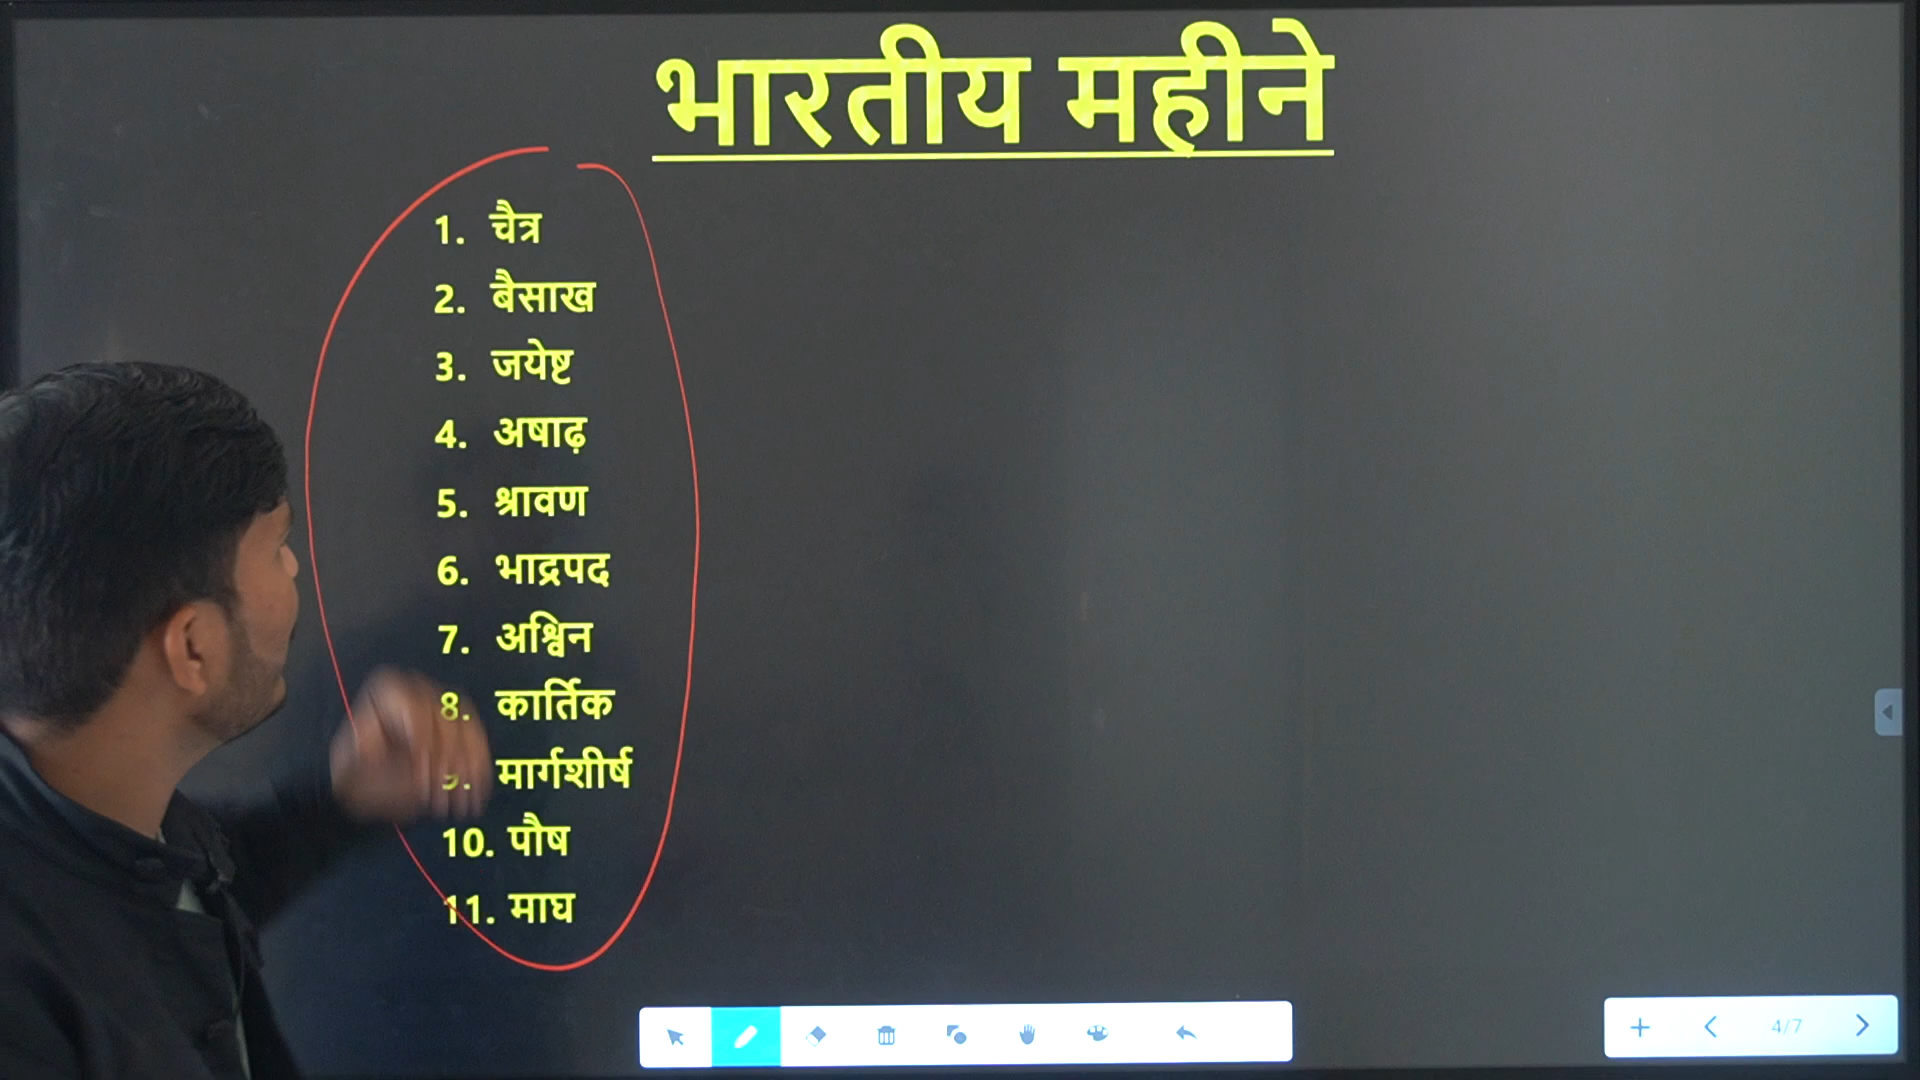 भारतीय महीने
1. चैत्र
2. बैसाख
3. जयेष्ट
4. अषाढ़
5. श्रावण
6. भाद्रपद
7. अश्विन
8. कार्तिक
9. मार्गशीर्ष
10. पौष
11. माघ
4/7